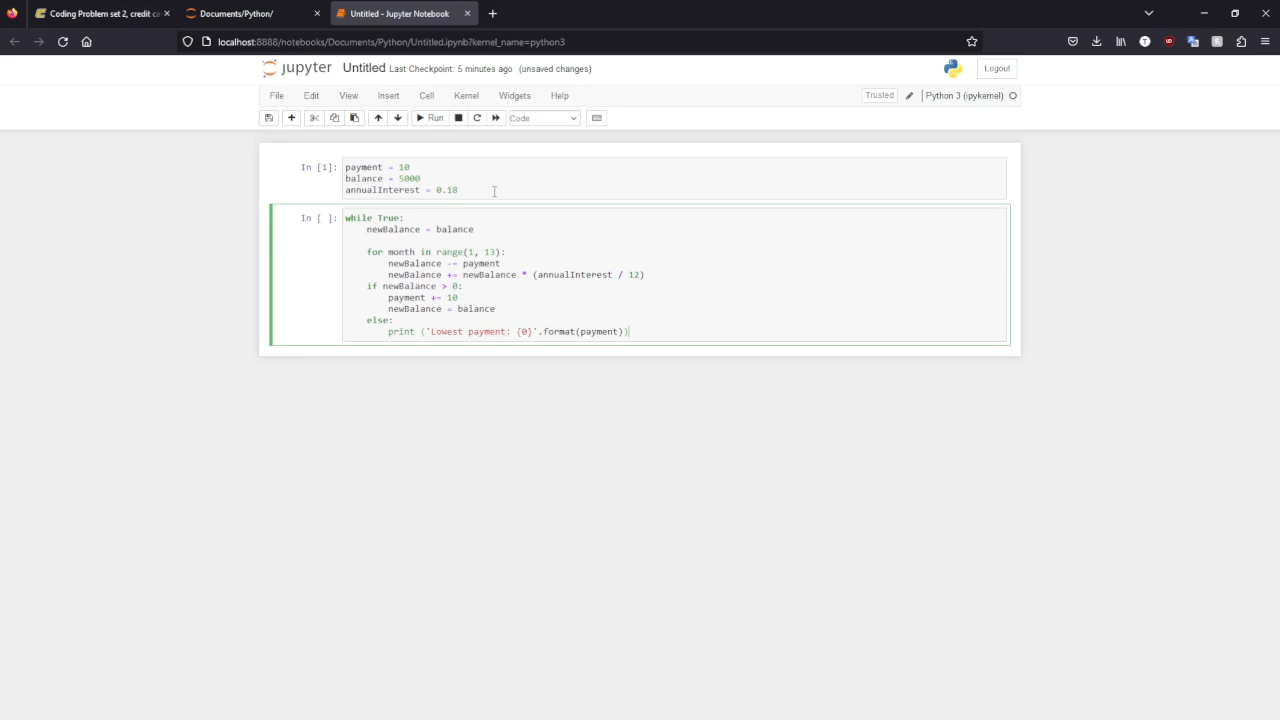 Coding Problem set 2, credit ca
Documents/Python/
Untitled - Jupyter Notebook
localhost:8888/notebooks/Documents/Python/Untitled.ipynb?kernel_name=python3
jupyter Untitled Last Checkpoint: 5 minutes ago (unsaved changes)
Logout
File Edit View Insert Cell Kernel Widgets Help
Trusted Python 3 (ipykernel)
Run Code
In [1]: payment = 10
balance = 5000
annualInterest = 0.18
In [ ]: while True:
newBalance = balance
for month in range(1, 13):
newBalance -= payment
newBalance += newBalance * (annualInterest / 12)
if newBalance > 0:
payment += 10
newBalance = balance
else:
print ('Lowest payment: {0}'.format(payment))